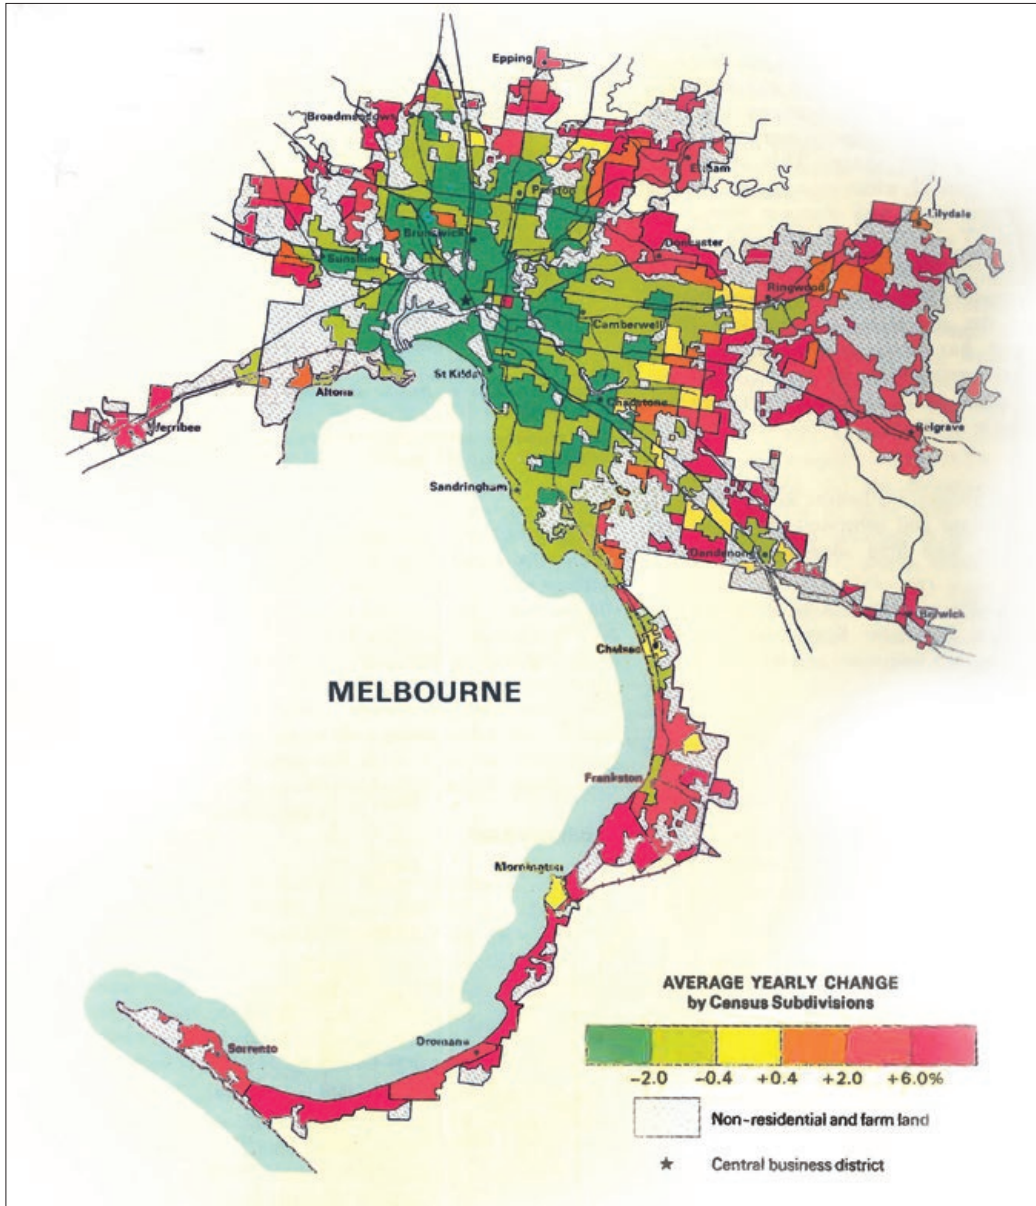 Epping
Broadmeadows
Eltham
Preston
Lilydale
Brunswick
Doncaster
Sunshine
Ringwood
Camberwell
St Kilda
Altona
Chadstone
Werribee
Belgrave
Sandringham
Dandenong
Berwick
Chelsea
MELBOURNE
Frankston
Mornington
AVERAGE YEARLY CHANGE
by Census Subdivisions
Sorrento
Dromana
-2.0 -0.4 +0.4 +2.0 +6.0%
Non-residential and farm land
Central business district